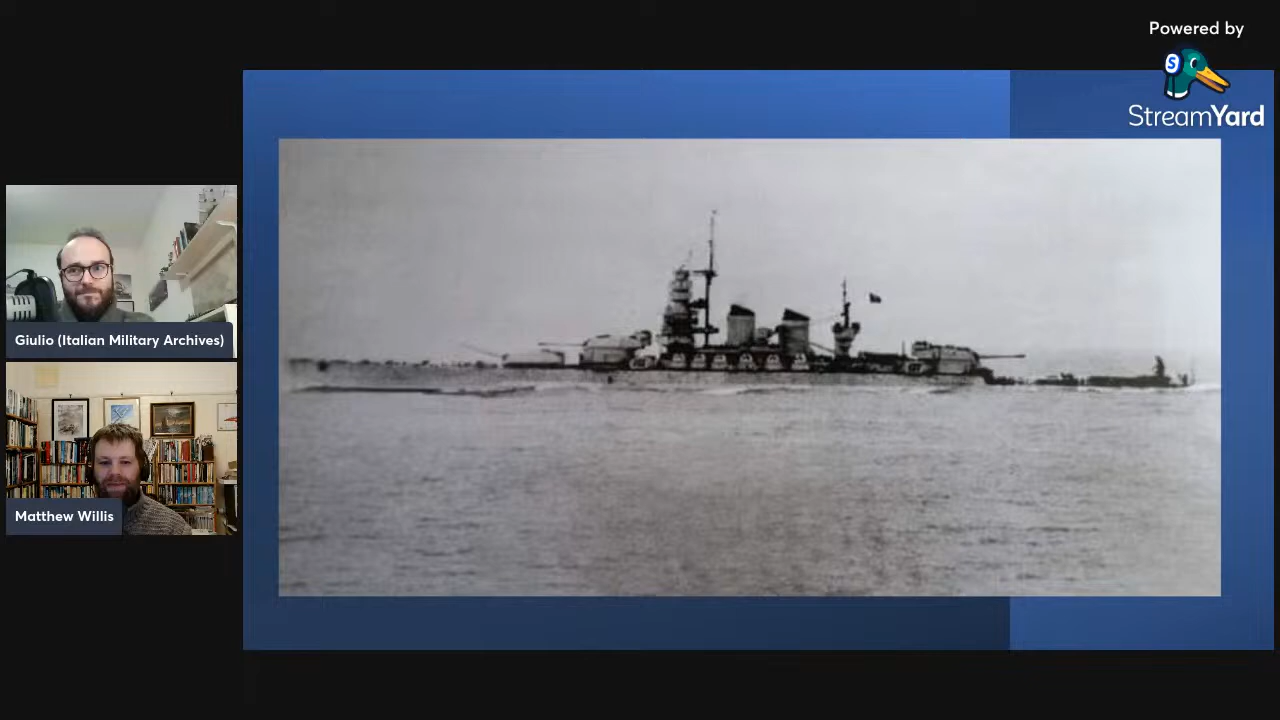 Powered by
S
StreamYard
Giulio (Italian Military Archives)
Matthew Willis